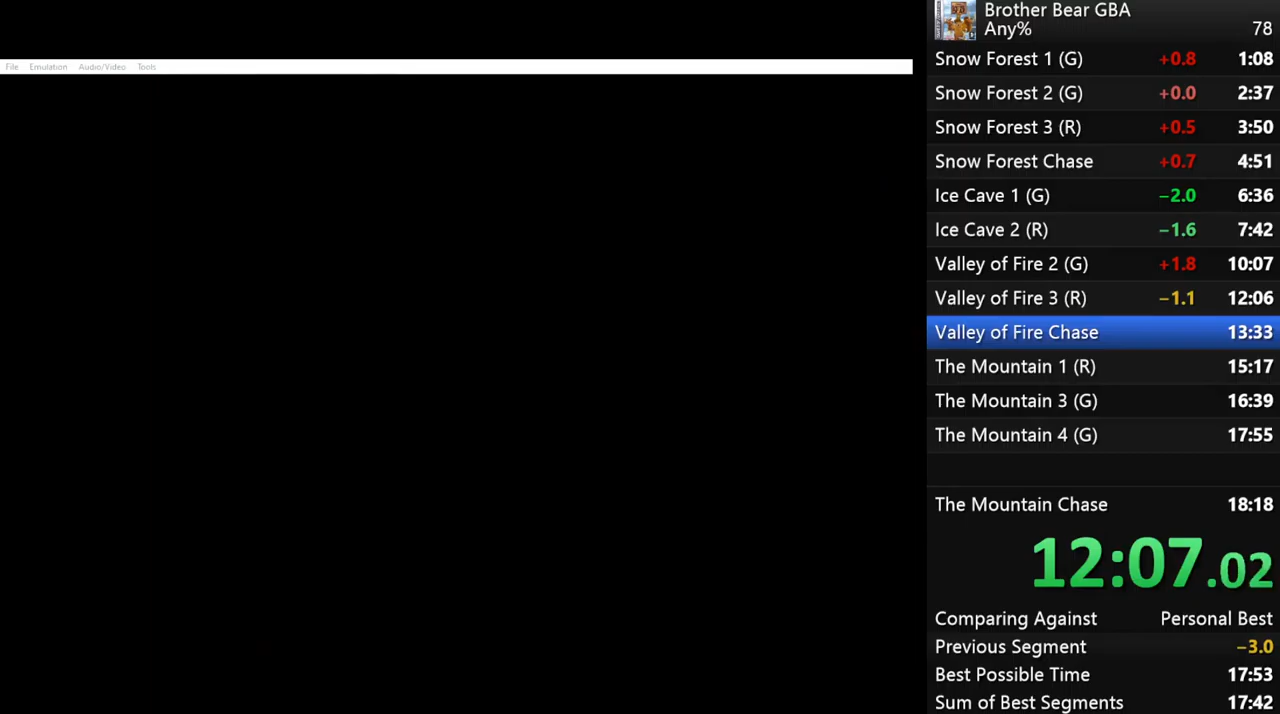 Brother Bear GBA
Any% 78
File Emulation Audio/Video Tools
Snow Forest 1 (G) +0.8 1:08
Snow Forest 2 (G) +0.0 2:37
Snow Forest 3 (R) +0.5 3:50
Snow Forest Chase +0.7 4:51
Ice Cave 1 (G) −2.0 6:36
Ice Cave 2 (R) −1.6 7:42
Valley of Fire 2 (G) +1.8 10:07
Valley of Fire 3 (R) −1.1 12:06
Valley of Fire Chase 13:33
The Mountain 1 (R) 15:17
The Mountain 3 (G) 16:39
The Mountain 4 (G) 17:55
The Mountain Chase 18:18
12:07.02
Comparing Against Personal Best
Previous Segment −3.0
Best Possible Time 17:53
Sum of Best Segments 17:42